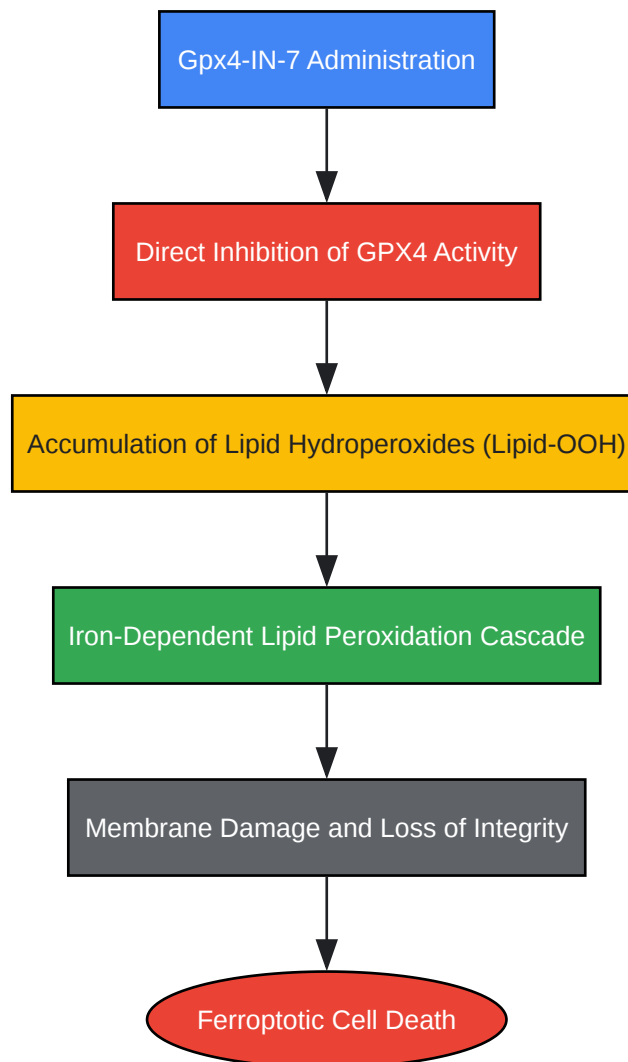 Gpx4-IN-7 Administration
Direct Inhibition of GPX4 Activity
Accumulation of Lipid Hydroperoxides (Lipid-OOH)
Iron-Dependent Lipid Peroxidation Cascade
Membrane Damage and Loss of Integrity
Ferroptotic Cell Death